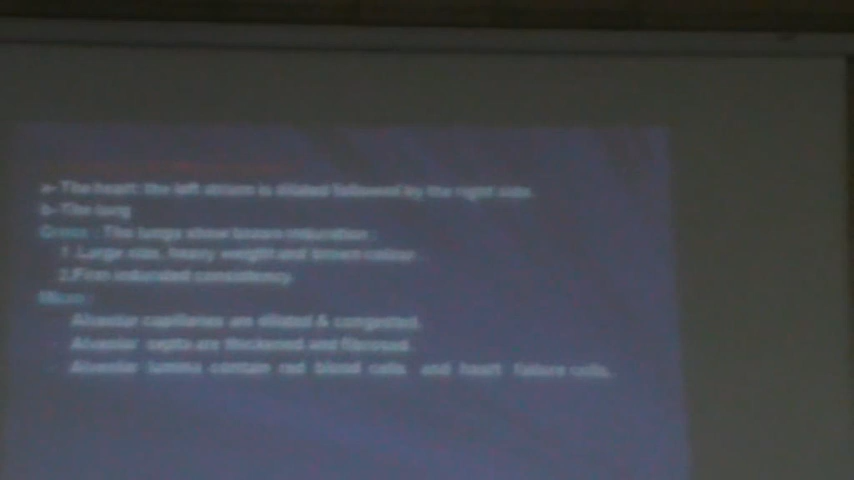 a- The heart: the left atrium is dilated followed by the right side.
b- The lung
Gross : The lungs show brown induration :
1.Large size, heavy weight and brown colour.
2.Firm indurated consistency.
Micro :
Alveolar capillaries are dilated & congested.
Alveolar septa are thickened and fibrosed.
Alveolar lumina contain red blood cells and heart failure cells.